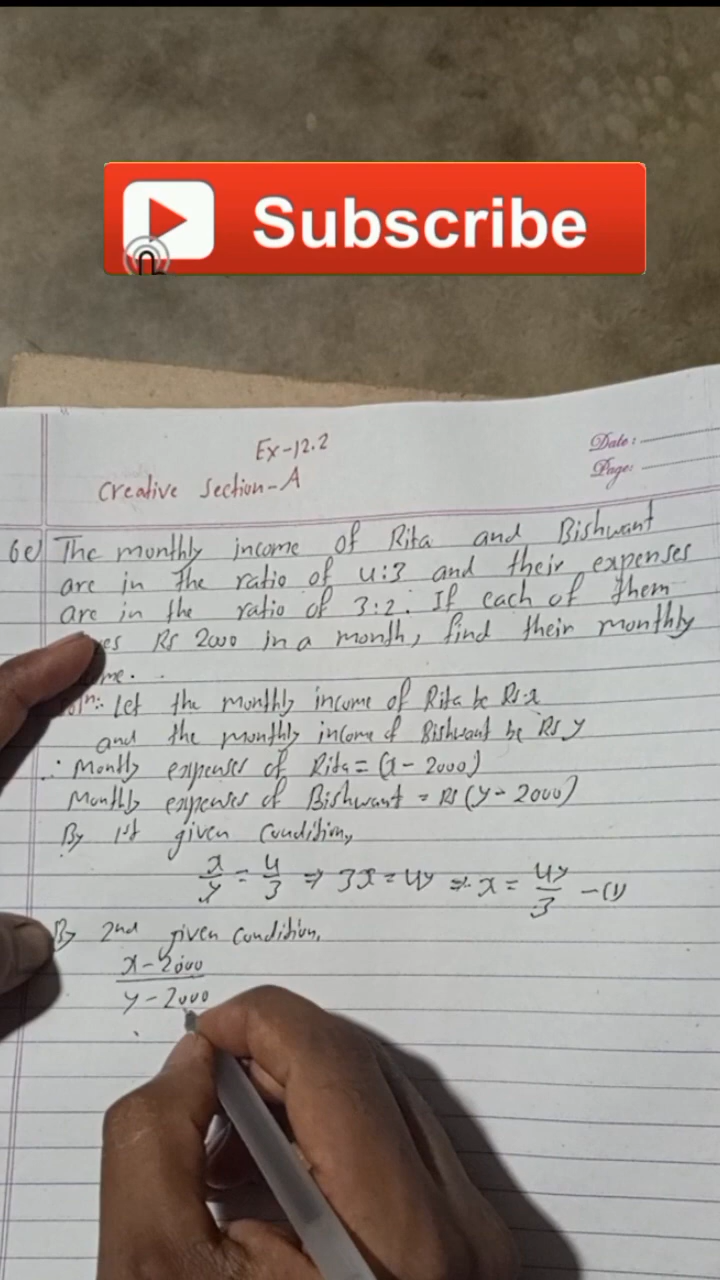 Subscribe
Ex-12.2
Date:
Page:
Creative Section-A
6e) The monthly income of Rita and Bishwant
are in the ratio of 4:3 and their expenses
are in the ratio of 3:2. If each of them
es Rs 2000 in a month, find their monthly
me.
Let the monthly income of Rita be Rs.x
and the monthly income of Bishwant be Rs y
∴ Monthly expenses of Rita = (x - 2000)
Monthly expenses of Bishwant = Rs (y - 2000)
By 1st given condition,
x/y = 4/3 ⇒ 3x = 4y ⇒ x = 4y/3 -(1)
By 2nd given condition,
x - 2000
y - 2000